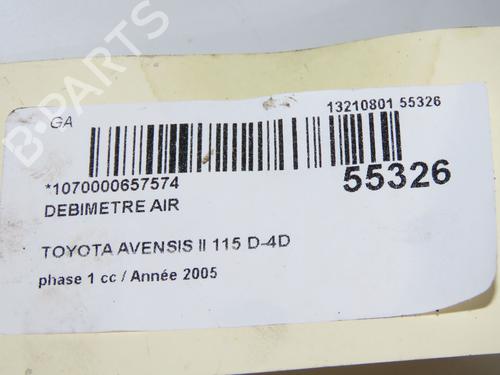 GA
13210801 55326
*1070000657574
55326
DEBIMETRE AIR
TOYOTA AVENSIS II 115 D-4D
phase 1 cc / Année 2005
B-PARTS